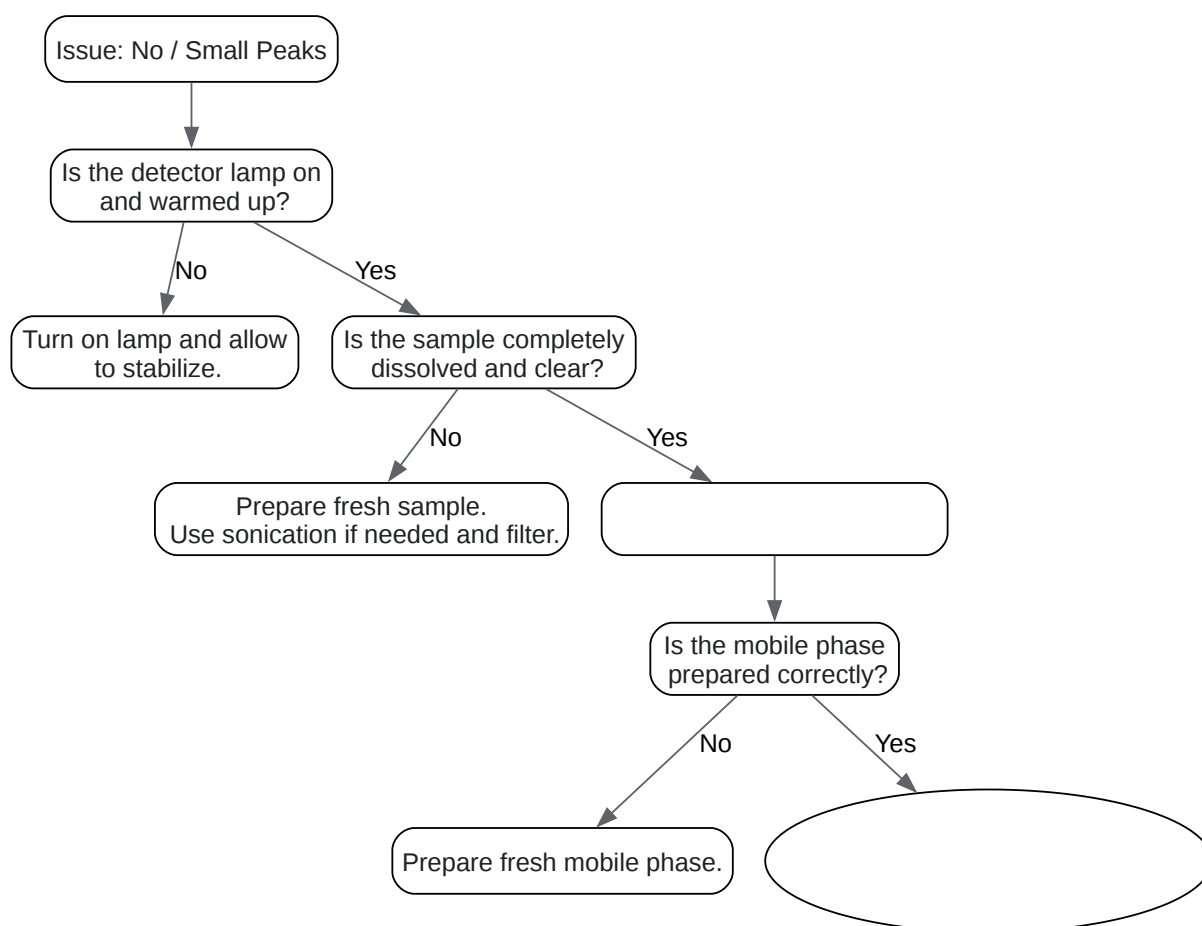 Issue: No / Small Peaks
Is the detector lamp on
and warmed up?
No
Yes
Turn on lamp and allow
to stabilize.
Is the sample completely
dissolved and clear?
No
Yes
Prepare fresh sample.
Use sonication if needed and filter.
Is the mobile phase
prepared correctly?
No
Yes
Prepare fresh mobile phase.